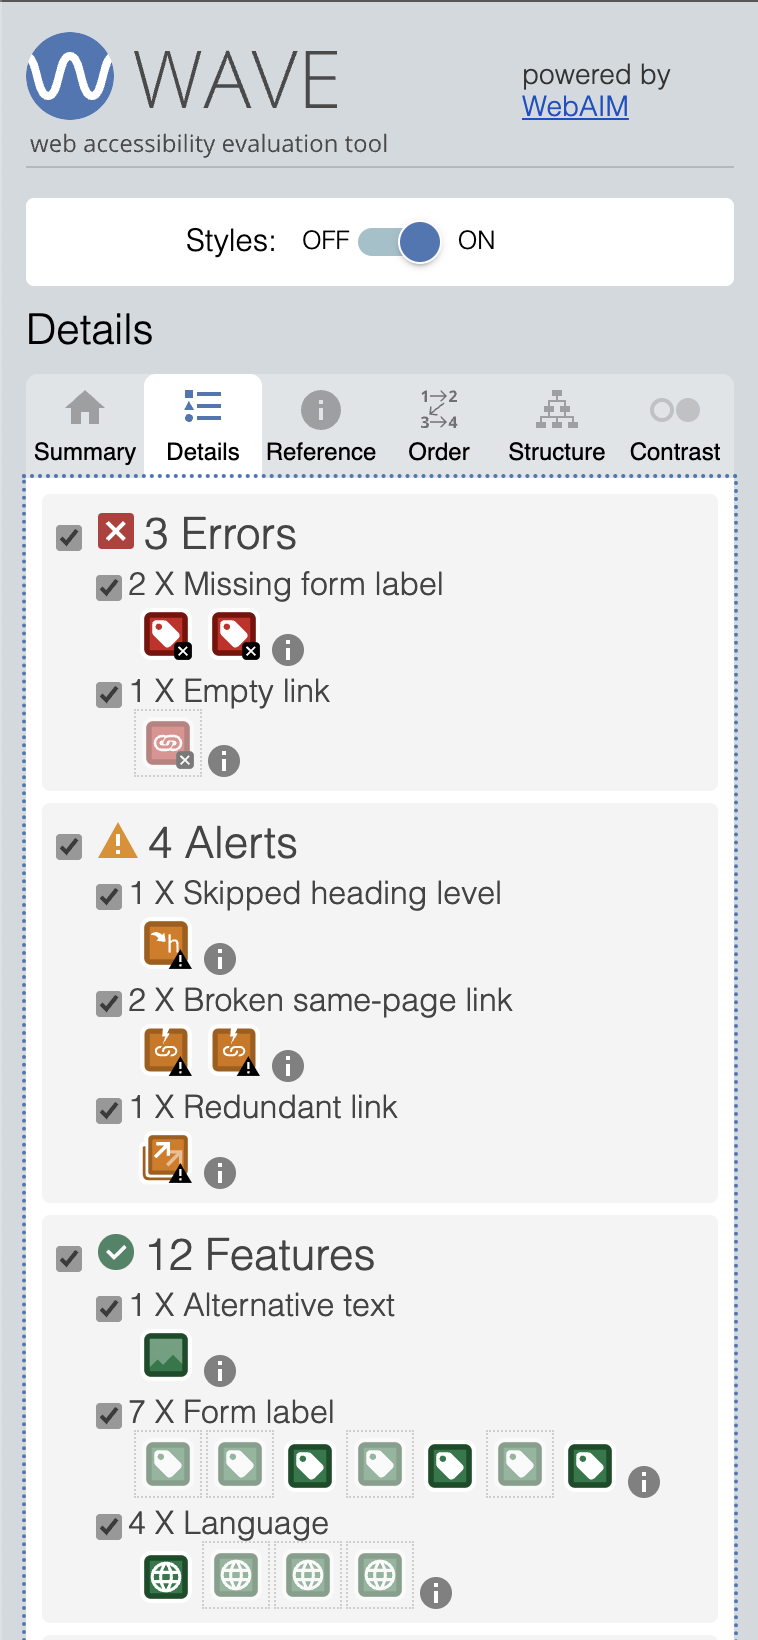 WAVE
powered by
WebAIM
web accessibility evaluation tool
Styles: OFF ON
Details
1→2
3→4
Summary Details Reference Order Structure Contrast
3 Errors
2 X Missing form label
1 X Empty link
4 Alerts
1 X Skipped heading level
h
2 X Broken same-page link
1 X Redundant link
12 Features
1 X Alternative text
7 X Form label
4 X Language